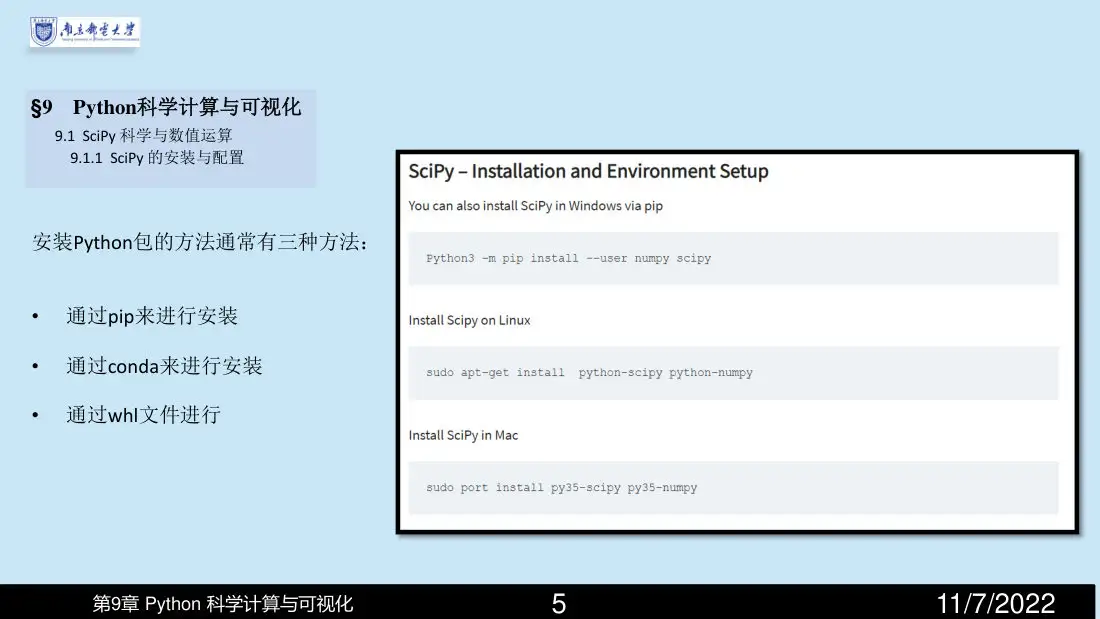 南京邮电大学
§9 Python科学计算与可视化
9.1 SciPy 科学与数值运算
9.1.1 SciPy 的安装与配置
安装Python包的方法通常有三种方法：
• 通过pip来进行安装
• 通过conda来进行安装
• 通过whl文件进行
SciPy – Installation and Environment Setup
You can also install SciPy in Windows via pip
Python3 -m pip install --user numpy scipy
Install Scipy on Linux
sudo apt-get install  python-scipy python-numpy
Install SciPy in Mac
sudo port install py35-scipy py35-numpy
第9章 Python 科学计算与可视化
5
11/7/2022